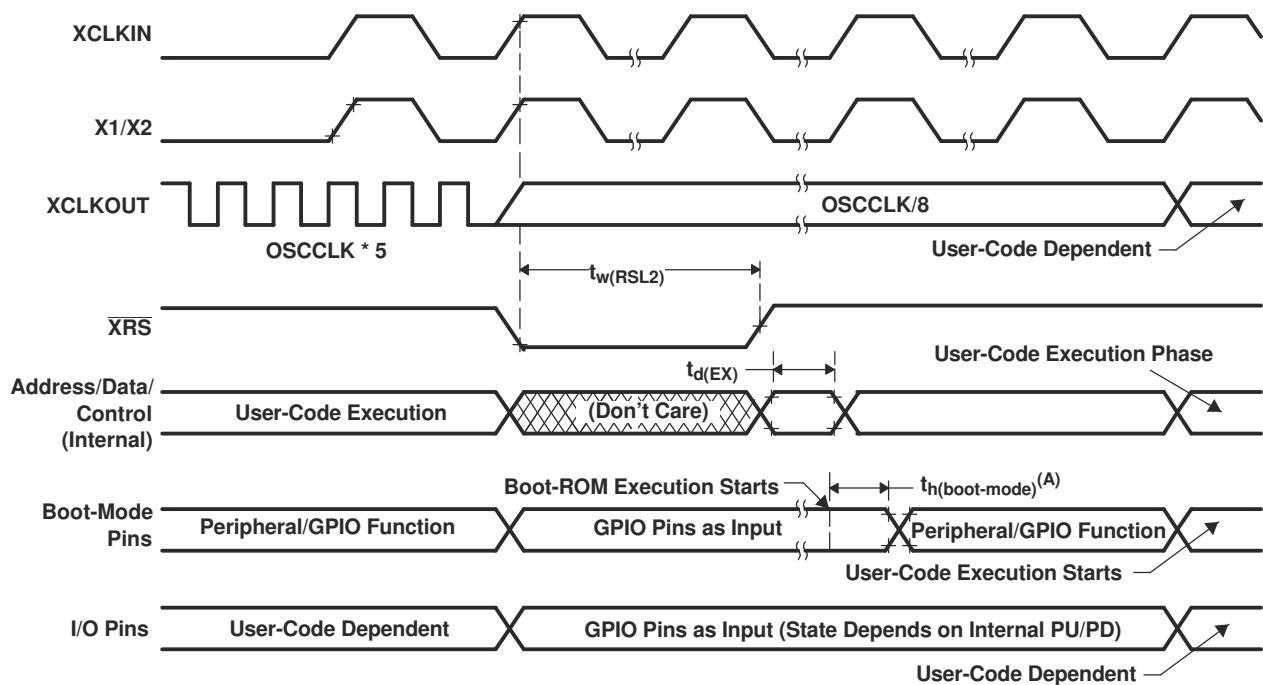 XCLKIN
X1/X2
XCLKOUT
OSCCLK * 5
OSCCLK/8
User-Code Dependent
tw(RSL2)
XRS
td(EX)
User-Code Execution Phase
Address/Data/
Control
(Internal)
User-Code Execution
(Don't Care)
Boot-ROM Execution Starts
th(boot-mode)(A)
Boot-Mode
Pins
Peripheral/GPIO Function
GPIO Pins as Input
Peripheral/GPIO Function
User-Code Execution Starts
I/O Pins
User-Code Dependent
GPIO Pins as Input (State Depends on Internal PU/PD)
User-Code Dependent